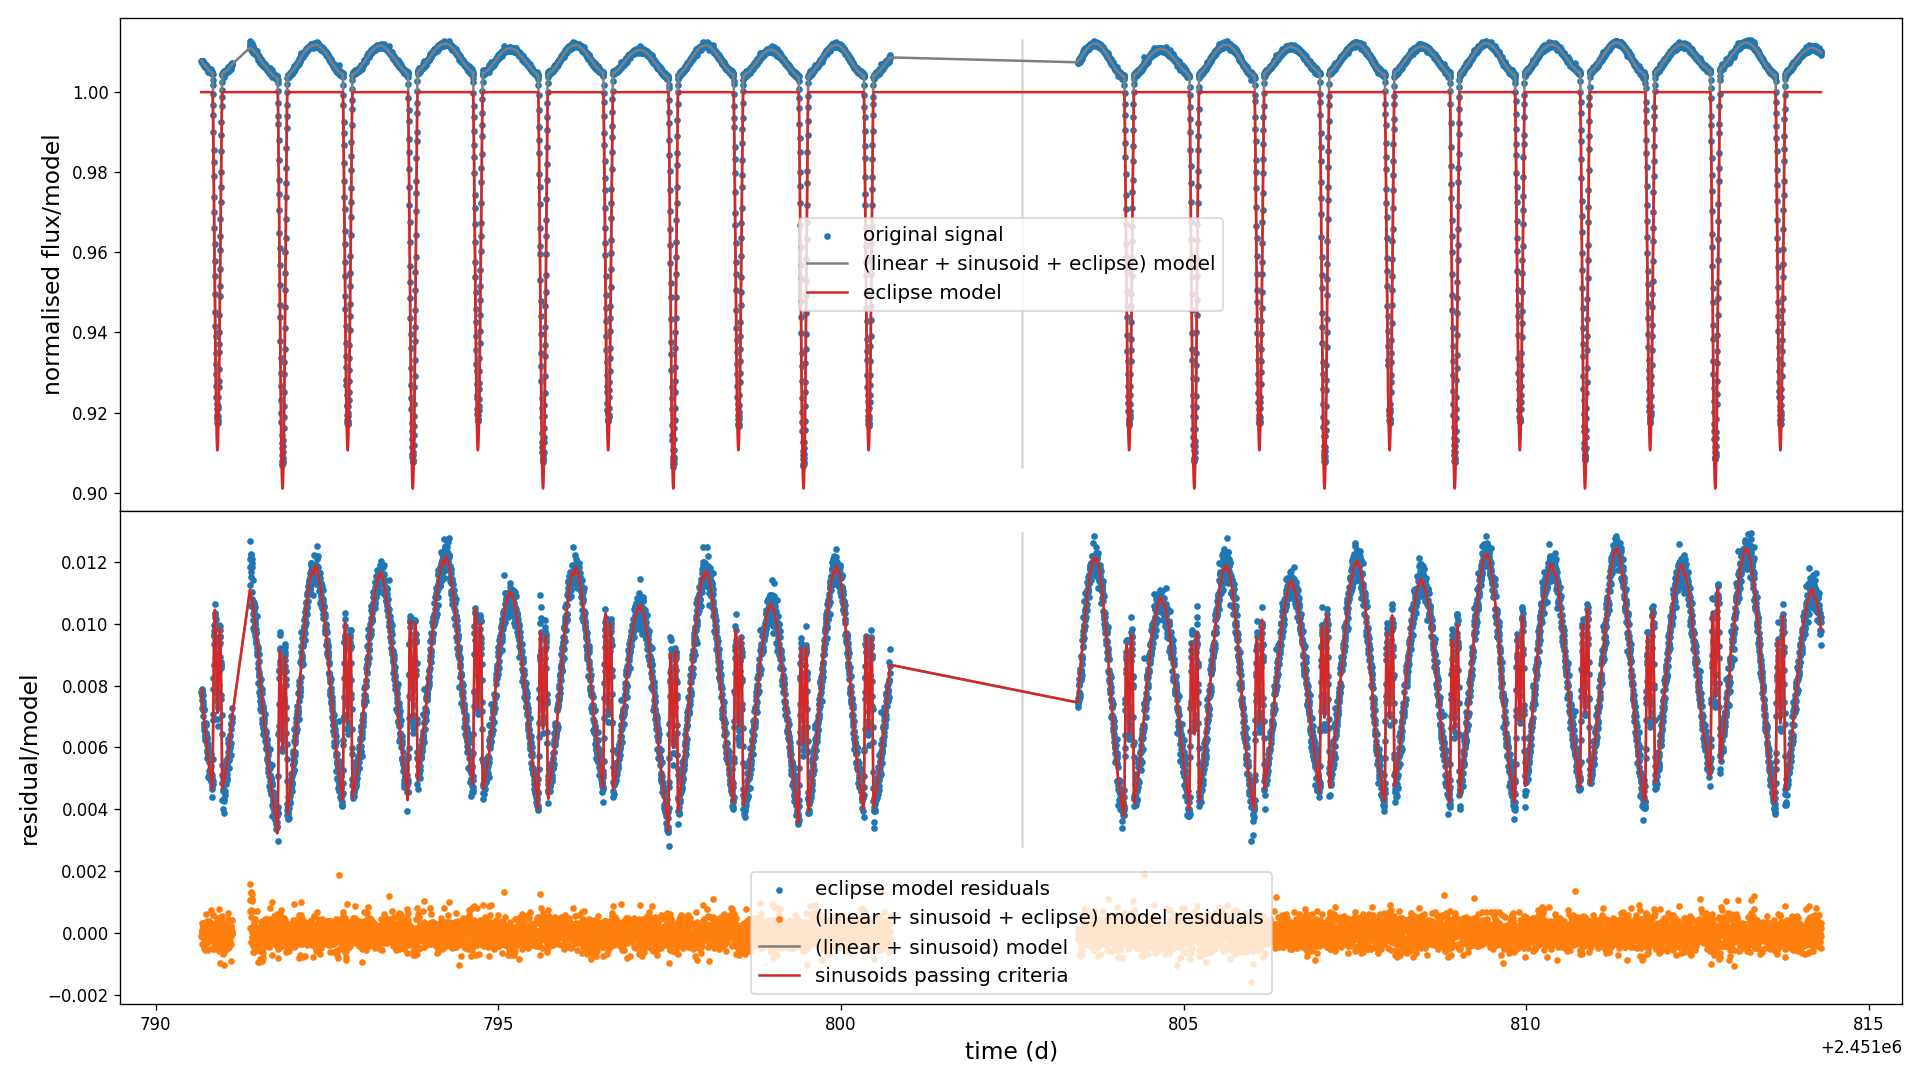 normalised flux/model
1.00
0.98
0.96
0.94
0.92
0.90
original signal
(linear + sinusoid + eclipse) model
eclipse model
residual/model
0.012
0.010
0.008
0.006
0.004
0.002
0.000
−0.002
eclipse model residuals
(linear + sinusoid + eclipse) model residuals
(linear + sinusoid) model
sinusoids passing criteria
790
795
800
805
810
815
time (d)
+2.451e6